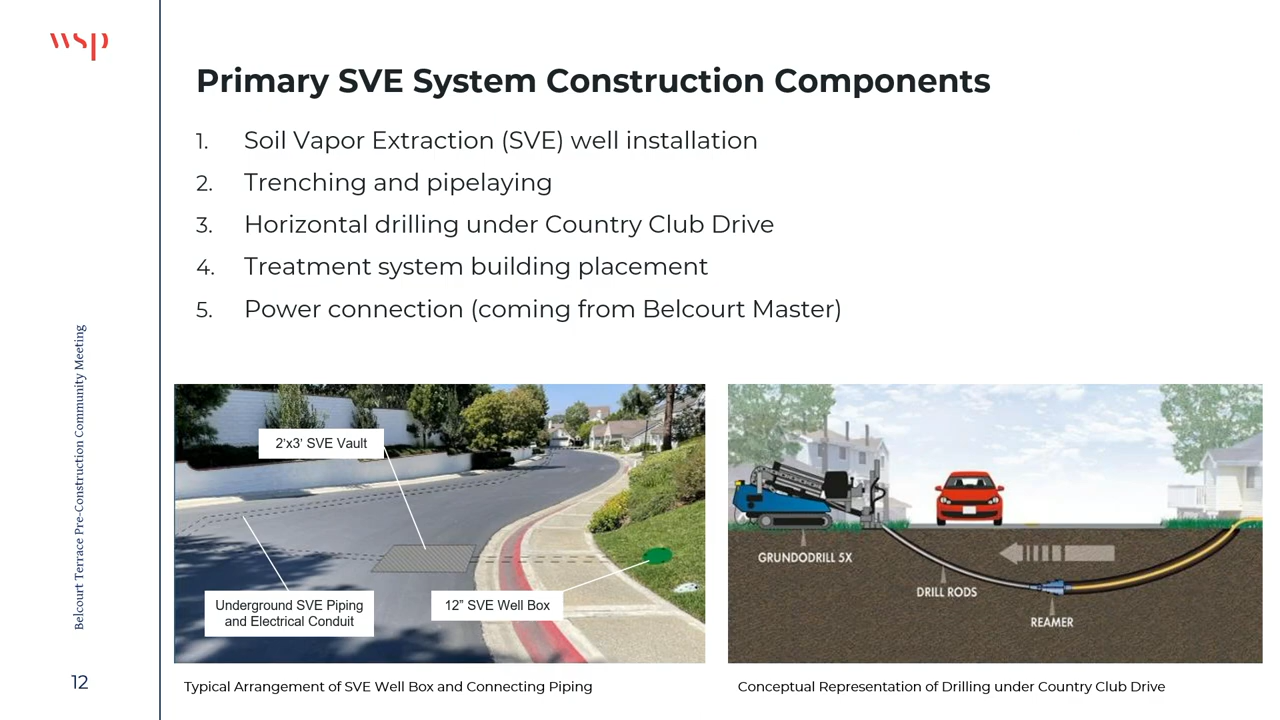 wsp
Primary SVE System Construction Components
1. Soil Vapor Extraction (SVE) well installation
2. Trenching and pipelaying
3. Horizontal drilling under Country Club Drive
4. Treatment system building placement
5. Power connection (coming from Belcourt Master)
Belcourt Terrace Pre-Construction Community Meeting
12
2'x3' SVE Vault
Underground SVE Piping
and Electrical Conduit
12” SVE Well Box
Typical Arrangement of SVE Well Box and Connecting Piping
GRUNDODRILL 5X
DRILL RODS
REAMER
Conceptual Representation of Drilling under Country Club Drive